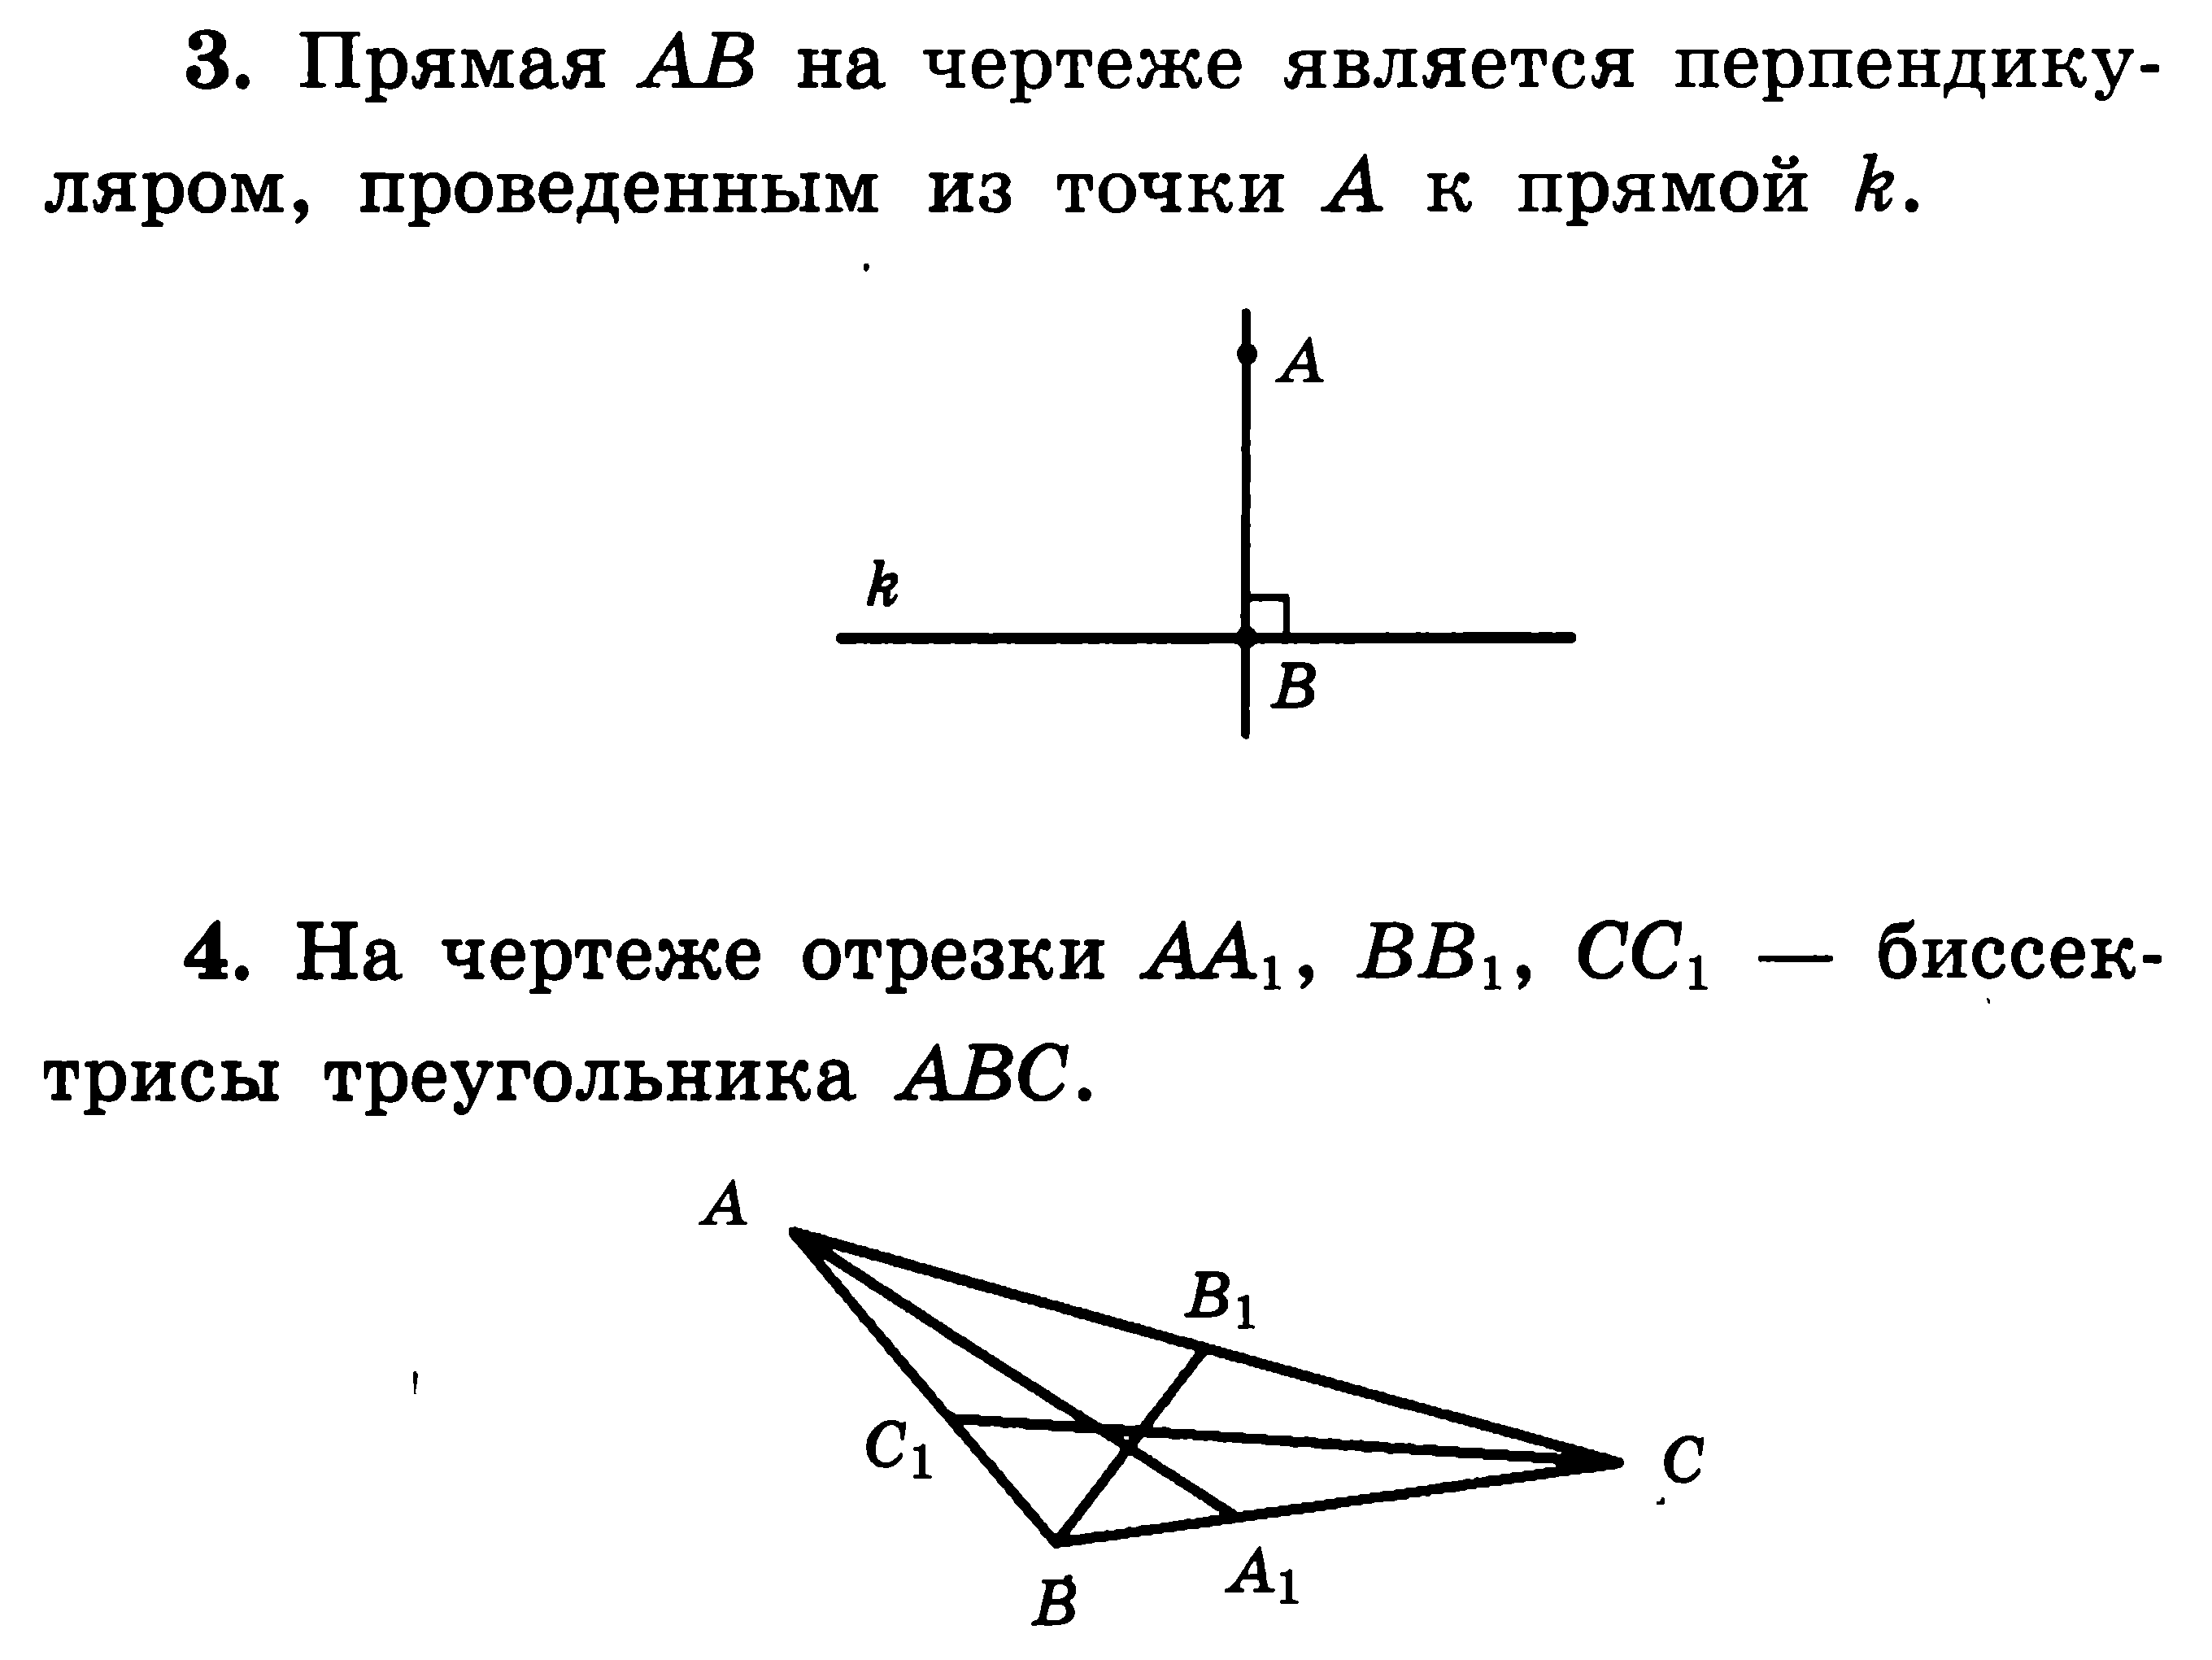 3. Прямая AB на чертеже является перпендику-
ляром, проведенным из точки A к прямой k.
A
k
B
4. На чертеже отрезки AA₁, BB₁, CC₁ — биссек-
трисы треугольника ABC.
A
B₁
C₁
C
A₁
B